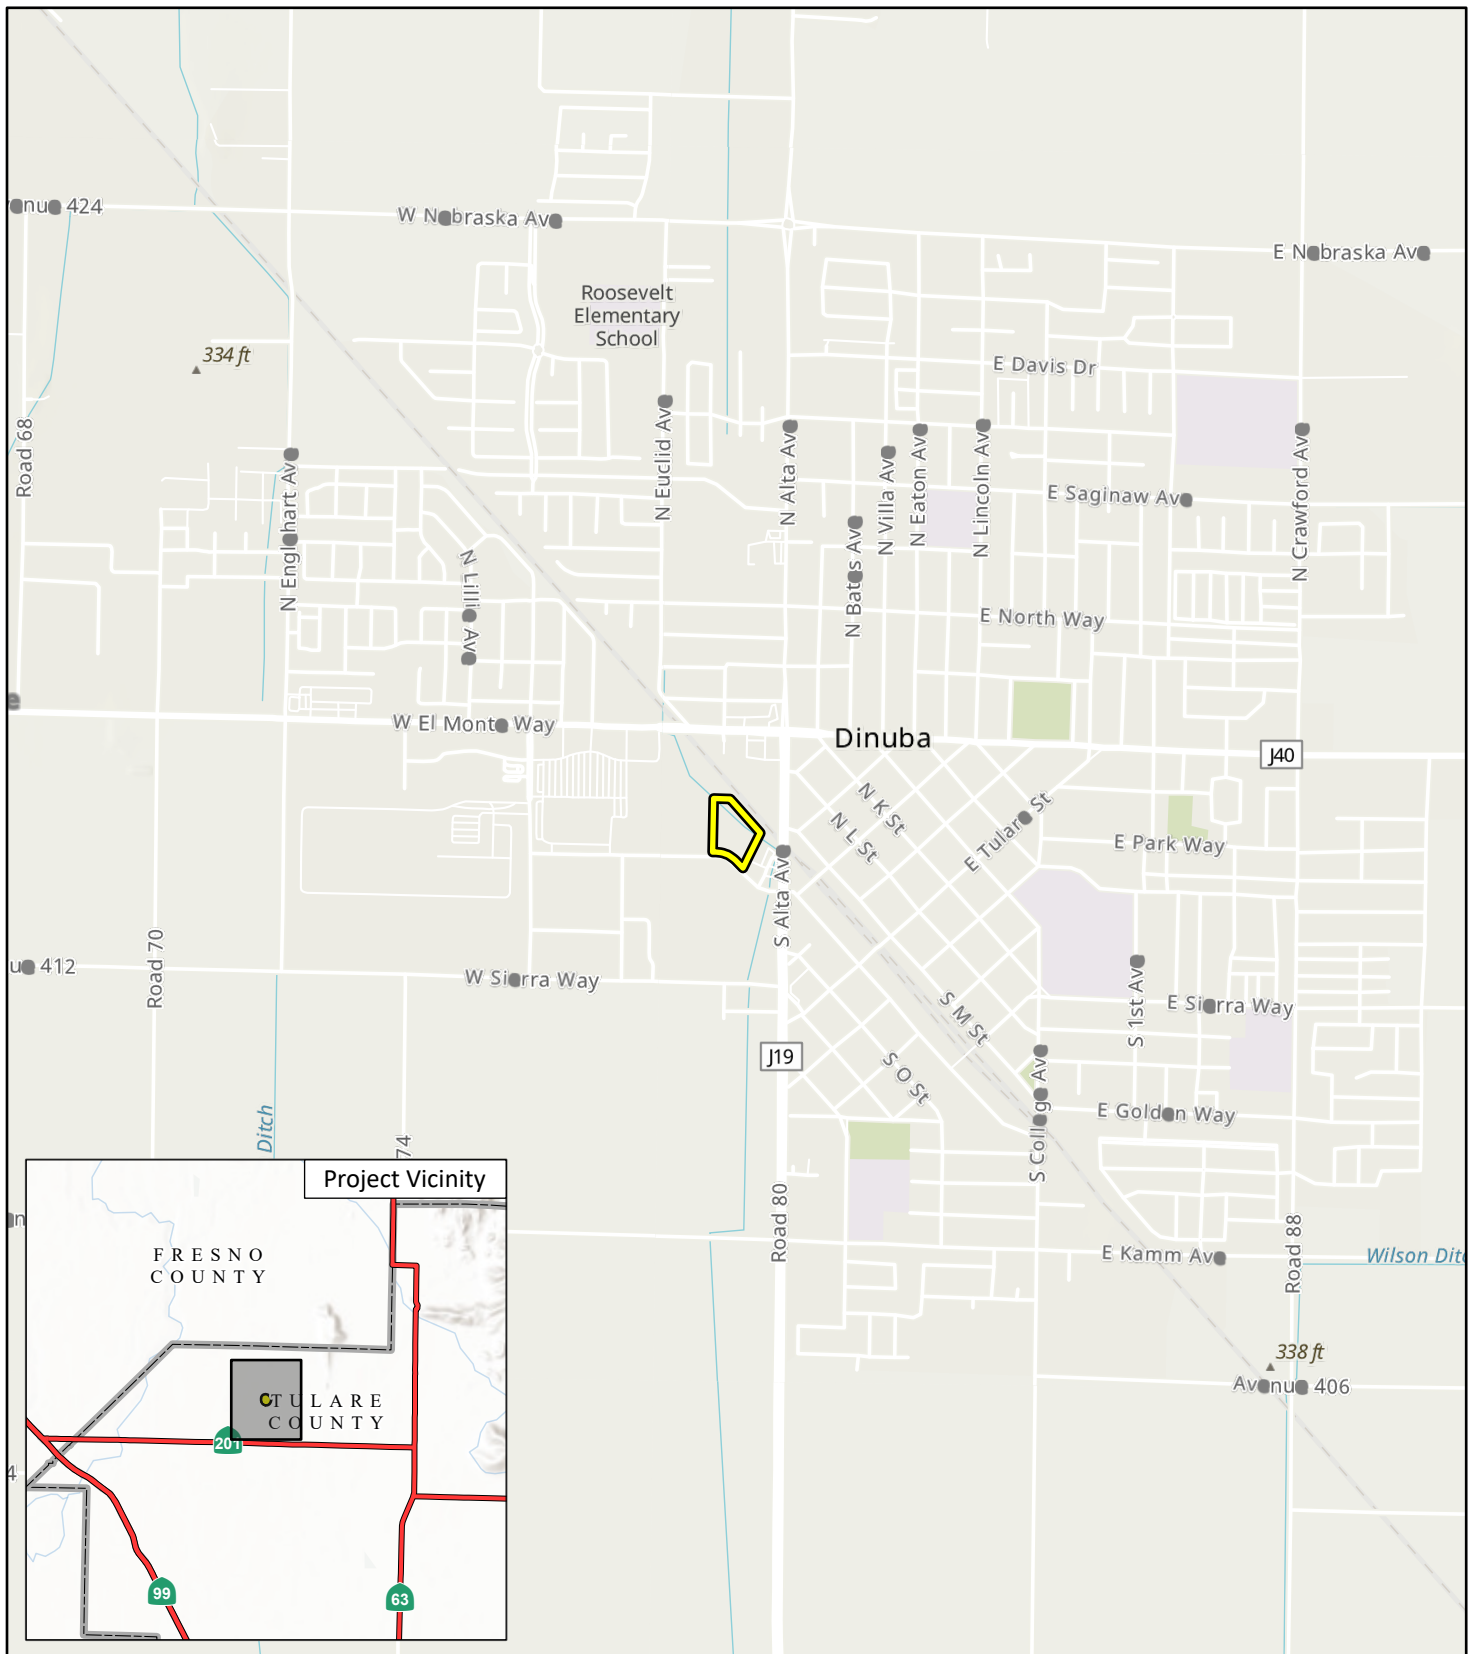 424
W Nebraska Ave
E Nebraska Ave
Roosevelt
Elementary
School
334 ft
E Davis Dr
Road 68
N Englehart Ave
N Euclid Ave
N Alta Ave
N Villa Ave
N Eaton Ave
N Lincoln Ave
E Saginaw Ave
N Crawford Ave
N Lillie Ave
N Bates Ave
E North Way
W El Monte Way
Dinuba
J40
N K St
N L St
E Tulare St
E Park Way
S Alta Ave
Road 70
412
W Sierra Way
S M St
S 1st Ave
E Sierra Way
J19
S O St
S College Ave
E Golden Way
Ditch
74
Road 80
E Kamm Ave
Road 88
Wilson Ditc
338 ft
Avenue 406
4
Project Vicinity
FRESNO
COUNTY
TULARE
COUNTY
201
99
63